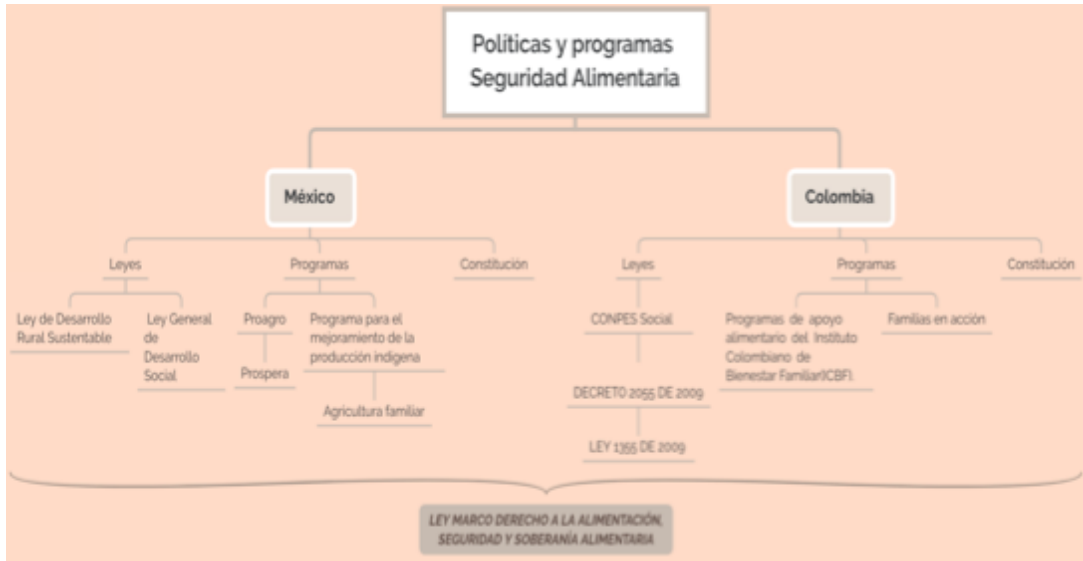 Políticas y programas
Seguridad Alimentaria
México
Colombia
Leyes
Programas
Constitución
Leyes
Programas
Constitución
Ley de Desarrollo
Rural Sustentable
Ley General
de
Desarrollo
Social
Proagro
Prospera
Programa para el
mejoramiento de la
producción indígena
Agricultura familiar
CONPES Social
DECRETO 2055 DE 2009
LEY 1355 DE 2009
Programas de apoyo
alimentario del Instituto
Colombiano de
Bienestar Familiar(ICBF).
Familias en acción
LEY MARCO DERECHO A LA ALIMENTACIÓN,
SEGURIDAD Y SOBERANÍA ALIMENTARIA